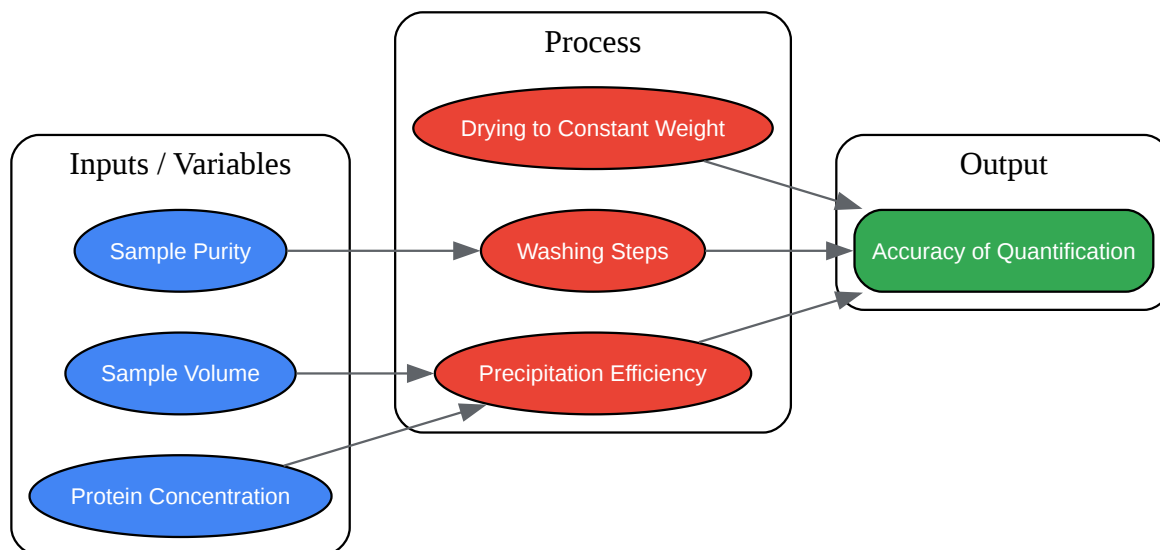 Inputs / Variables
Sample Purity
Sample Volume
Protein Concentration
Process
Drying to Constant Weight
Washing Steps
Precipitation Efficiency
Output
Accuracy of Quantification